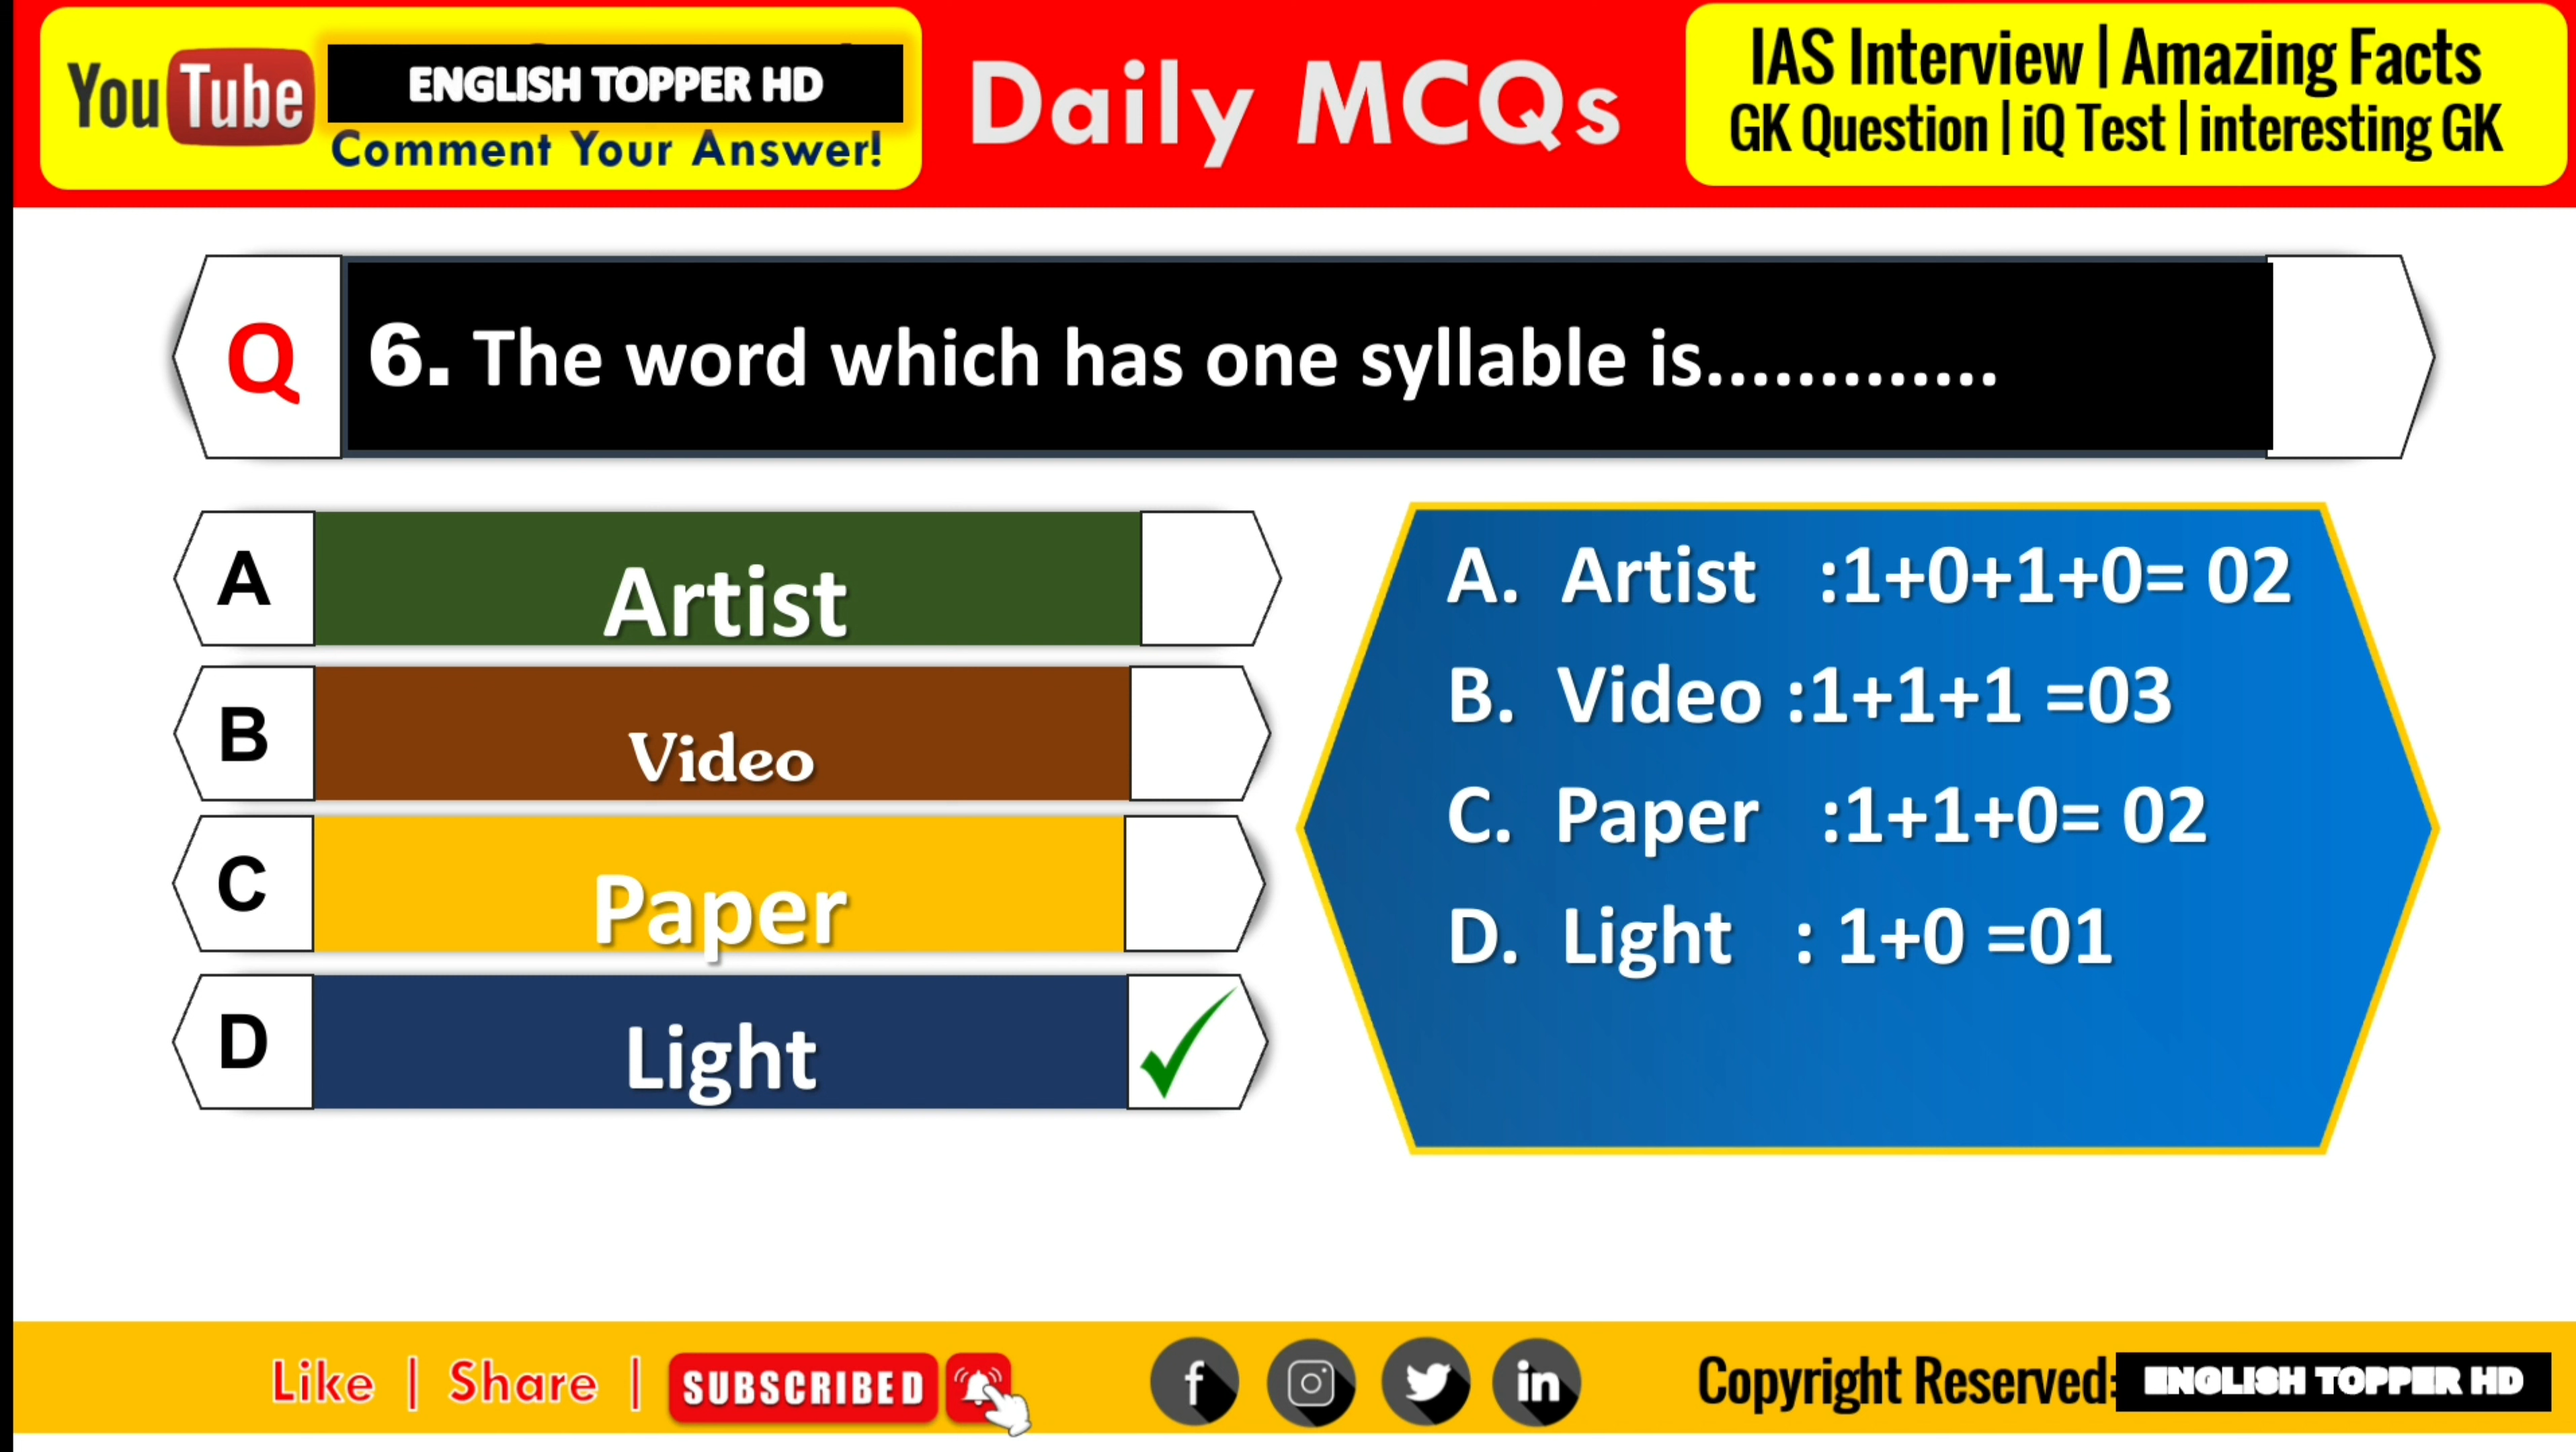 YouTube
ENGLISH TOPPER HD
Comment Your Answer!
Daily MCQs
IAS Interview | Amazing Facts
GK Question | iQ Test | interesting GK
Q
6. The word which has one syllable is.............
A
Artist
B
Video
C
Paper
D
Light
A. Artist :1+0+1+0= 02
B. Video :1+1+1 =03
C. Paper :1+1+0= 02
D. Light : 1+0 =01
Like | Share | SUBSCRIBED
f
in
Copyright Reserved: ENGLISH TOPPER HD